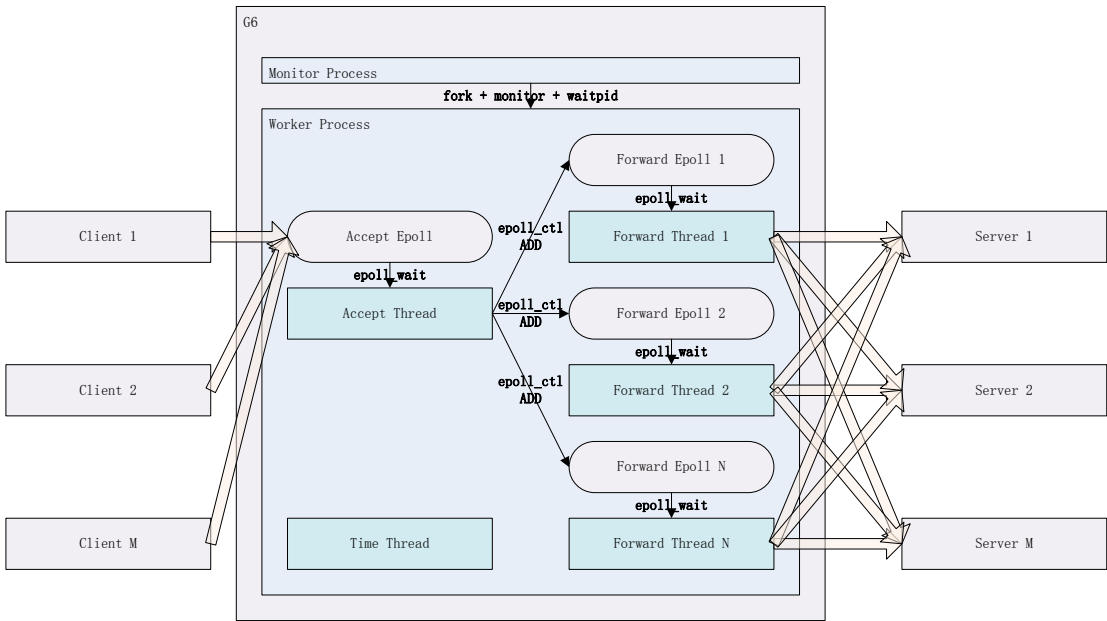 G6
Monitor Process
fork + monitor + waitpid
Worker Process
Forward Epoll 1
epoll_wait
Client 1
Accept Epoll
epoll_ctl
ADD
Forward Thread 1
Server 1
epoll_wait
Accept Thread
epoll_ctl
ADD
Forward Epoll 2
epoll_wait
Client 2
epoll_ctl
ADD
Forward Thread 2
Server 2
Forward Epoll N
epoll_wait
Client M
Time Thread
Forward Thread N
Server M